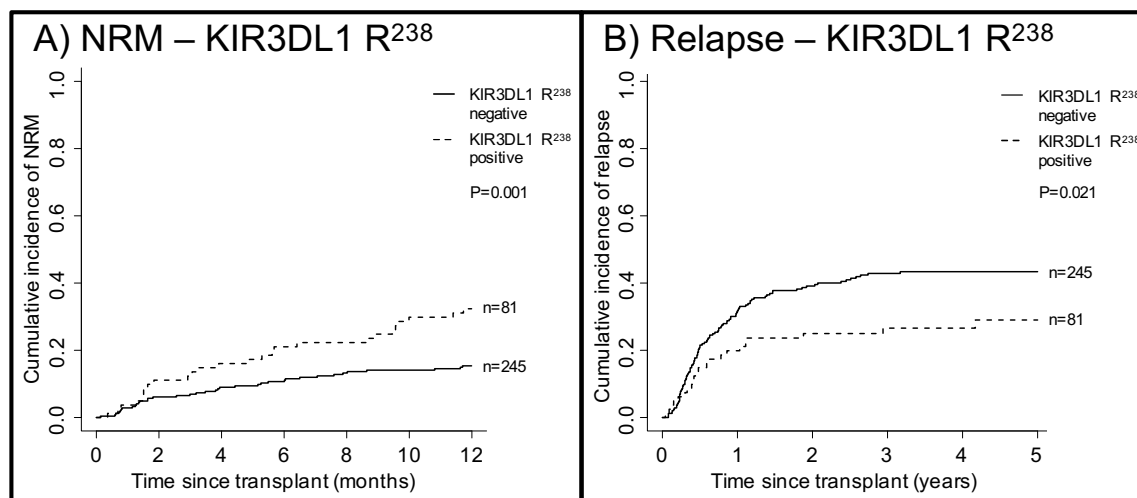 A) NRM – KIR3DL1 R²³⁸
Cumulative incidence of NRM
1.0
0.8
0.6
0.4
0.2
0.0
KIR3DL1 R²³⁸
negative
KIR3DL1 R²³⁸
positive
P=0.001
n=81
n=245
0 2 4 6 8 10 12
Time since transplant (months)
B) Relapse – KIR3DL1 R²³⁸
Cumulative incidence of relapse
1.0
0.8
0.6
0.4
0.2
0.0
KIR3DL1 R²³⁸
negative
KIR3DL1 R²³⁸
positive
P=0.021
n=245
n=81
0 1 2 3 4 5
Time since transplant (years)